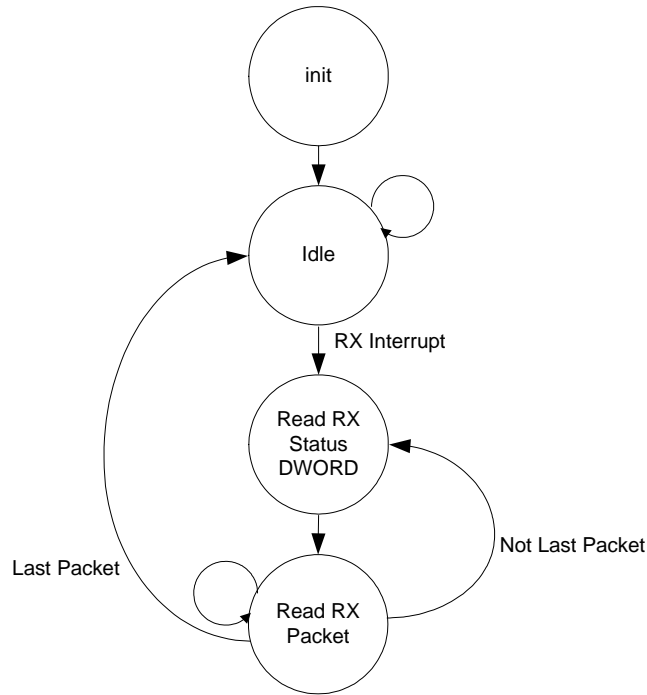 init
Idle
RX Interrupt
Read RX
Status
DWORD
Not Last Packet
Last Packet
Read RX
Packet